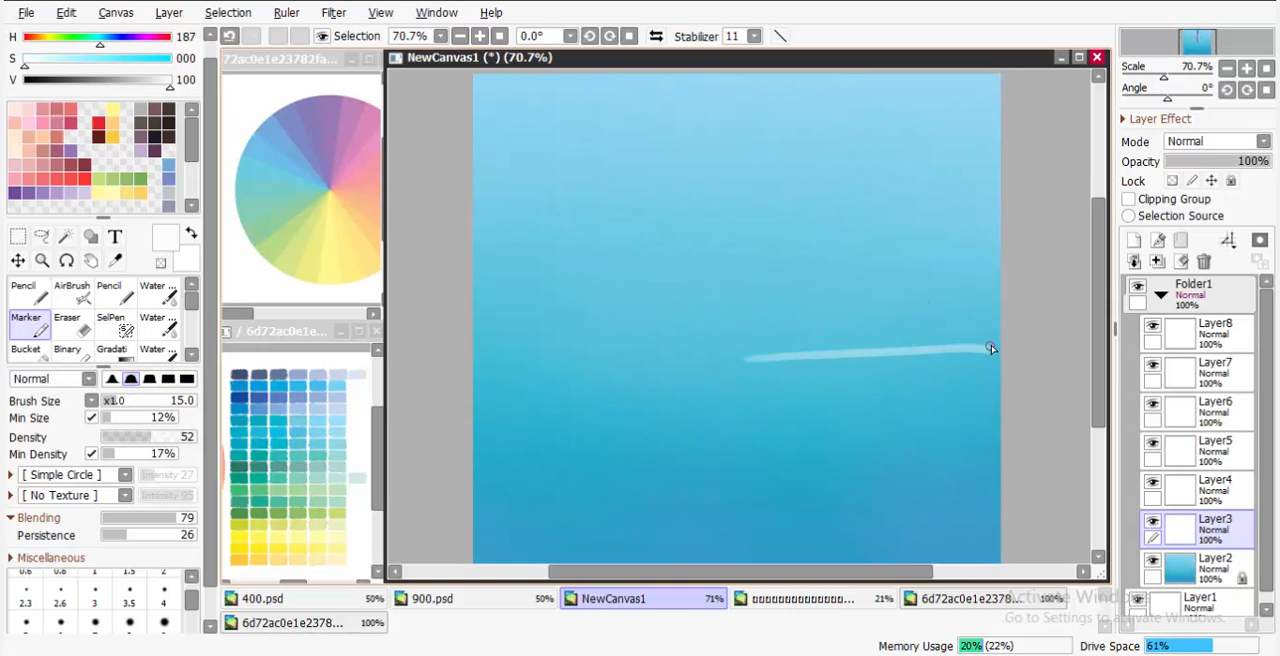 File Edit Canvas Layer Selection Ruler Filter View Window Help
H 187
S 000
V 100
Selection 70.7% 0.0° Stabilizer 11
72ac0e1e23782fa...
NewCanvas1 (*) (70.7%)
Scale 70.7%
Angle 0°
Layer Effect
Mode Normal
Opacity 100%
Lock
Clipping Group
Selection Source
T
Pencil AirBrush Pencil Water ...
Marker Eraser SelPen Water ...
Bucket Binary Gradati Water ...
Normal
Brush Size x1.0 15.0
Min Size 12%
Density 52
Min Density 17%
[ Simple Circle ] Intensity 27
[ No Texture ] Intensity 95
Blending 79
Persistence 26
Miscellaneous
0.6 0.8 1 1.5 2
2.3 2.6 3 3.5 4
/ 6d72ac0e1e...
Folder1
Normal
100%
Layer8
Normal
100%
Layer7
Normal
100%
Layer6
Normal
100%
Layer5
Normal
100%
Layer4
Normal
100%
Layer3
Normal
100%
Layer2
Normal
100%
Layer1
Normal
400.psd 50%
900.psd 50%
NewCanvas1 71%
21%
6d72ac0e1e2378... 100%
6d72ac0e1e23782... 100%
Activate Windows
Go to Settings to activate Windows.
Memory Usage 20% (22%)
Drive Space 61%